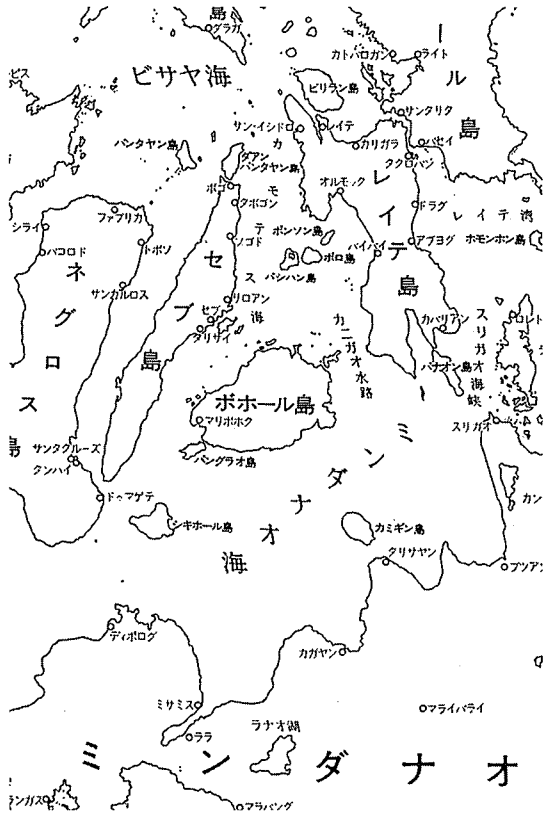 島
グラガ
ール島
カトバロガン
ライト
ビサヤ海
ビリラン島
サンクリタ
サン・イシドロ
レイテ
カリガラ
バセイ
タクロバン
バンタヤン島
ダアン
バンタヤン島
カモテス海
ボゴ
タボゴン
オルモック
レイテ島
ドラグ
レイテ湾
ファブリカ
シライ
ソゴド
ポンソン島
アブヨグ
ホモンホン島
バコロド
トボソ
セブ島
ポロ島
バイバイ
パシハン島
ネグロス島
サンカルロス
リロアン
セブ
タリサイ
カニガオ水路
カバリアン
スリガオ海峡
ロレト
パナオン島
ボホール島
マリボホク
スリガオ
サンタクルーズ
タンハイ
パングラオ島
ミンダナオ海
カン
ドゥマゲテ
シキホール島
カミギン島
タリサヤン
ブツアン
ディポログ
カガヤン
ミサミス
マライバライ
ララ
ラナオ湖
ミンダナオ
ランガス
マラバング